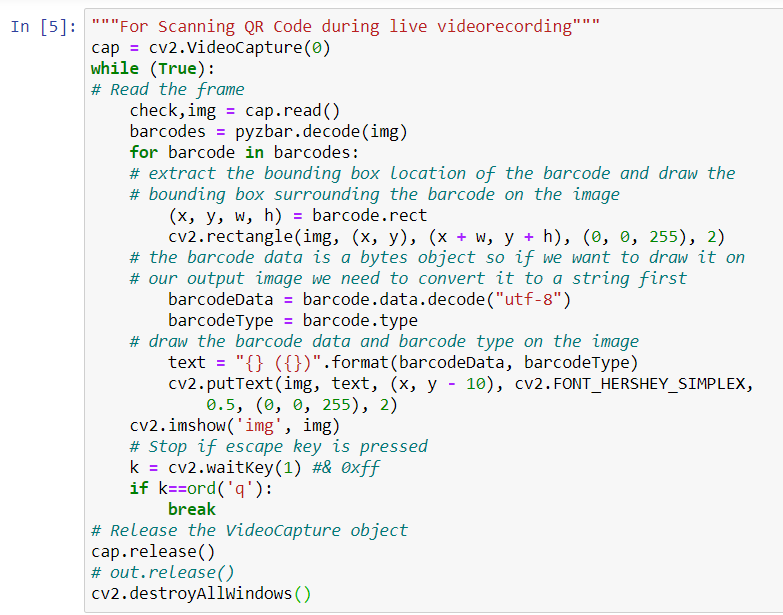 In [5]: """For Scanning QR Code during live videorecording"""
cap = cv2.VideoCapture(0)
while (True):
# Read the frame
    check,img = cap.read()
    barcodes = pyzbar.decode(img)
    for barcode in barcodes:
    # extract the bounding box location of the barcode and draw the
    # bounding box surrounding the barcode on the image
        (x, y, w, h) = barcode.rect
        cv2.rectangle(img, (x, y), (x + w, y + h), (0, 0, 255), 2)
    # the barcode data is a bytes object so if we want to draw it on
    # our output image we need to convert it to a string first
        barcodeData = barcode.data.decode("utf-8")
        barcodeType = barcode.type
    # draw the barcode data and barcode type on the image
        text = "{} ({})".format(barcodeData, barcodeType)
        cv2.putText(img, text, (x, y - 10), cv2.FONT_HERSHEY_SIMPLEX,
            0.5, (0, 0, 255), 2)
    cv2.imshow('img', img)
    # Stop if escape key is pressed
    k = cv2.waitKey(1) #& 0xff
    if k==ord('q'):
        break
# Release the VideoCapture object
cap.release()
# out.release()
cv2.destroyAllWindows()